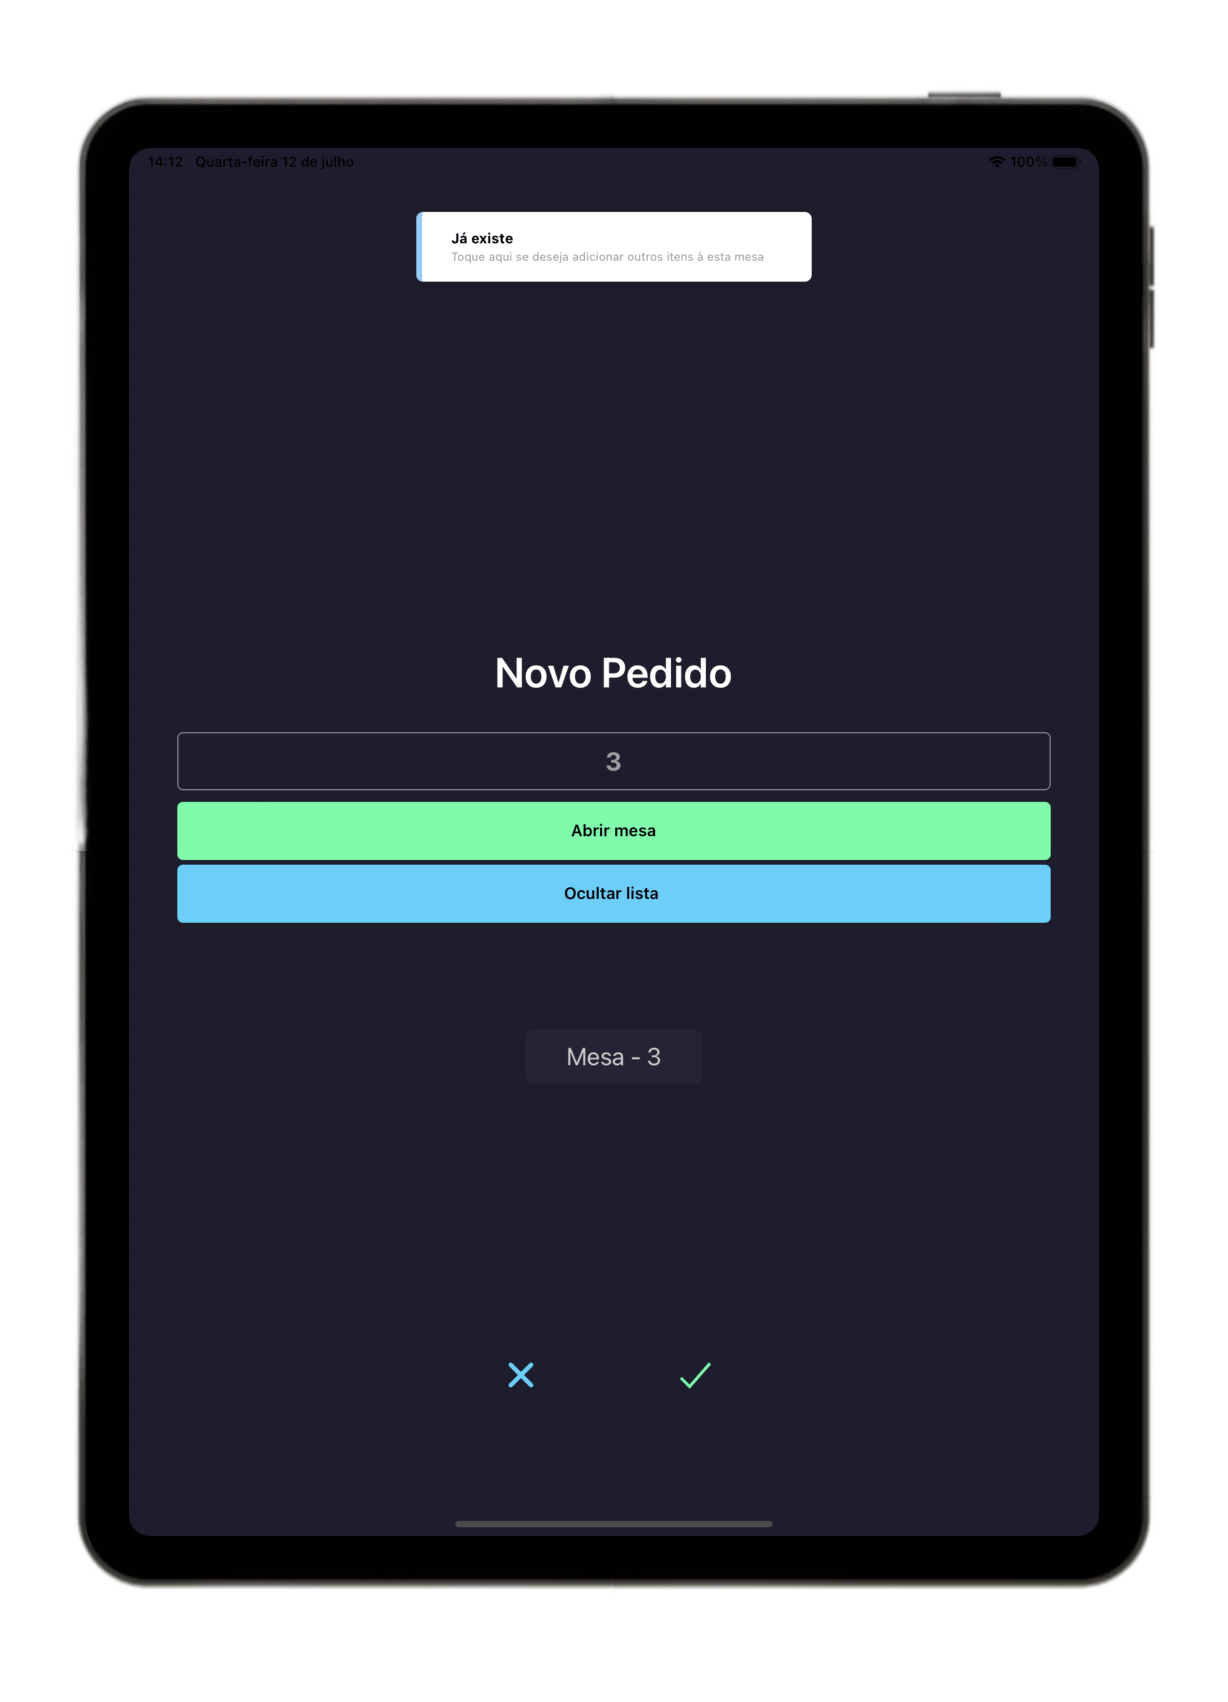 14:12 Quarta-feira 12 de julho 100%
Já existe
Toque aqui se deseja adicionar outros itens à esta mesa
Novo Pedido
3
Abrir mesa
Ocultar lista
Mesa - 3